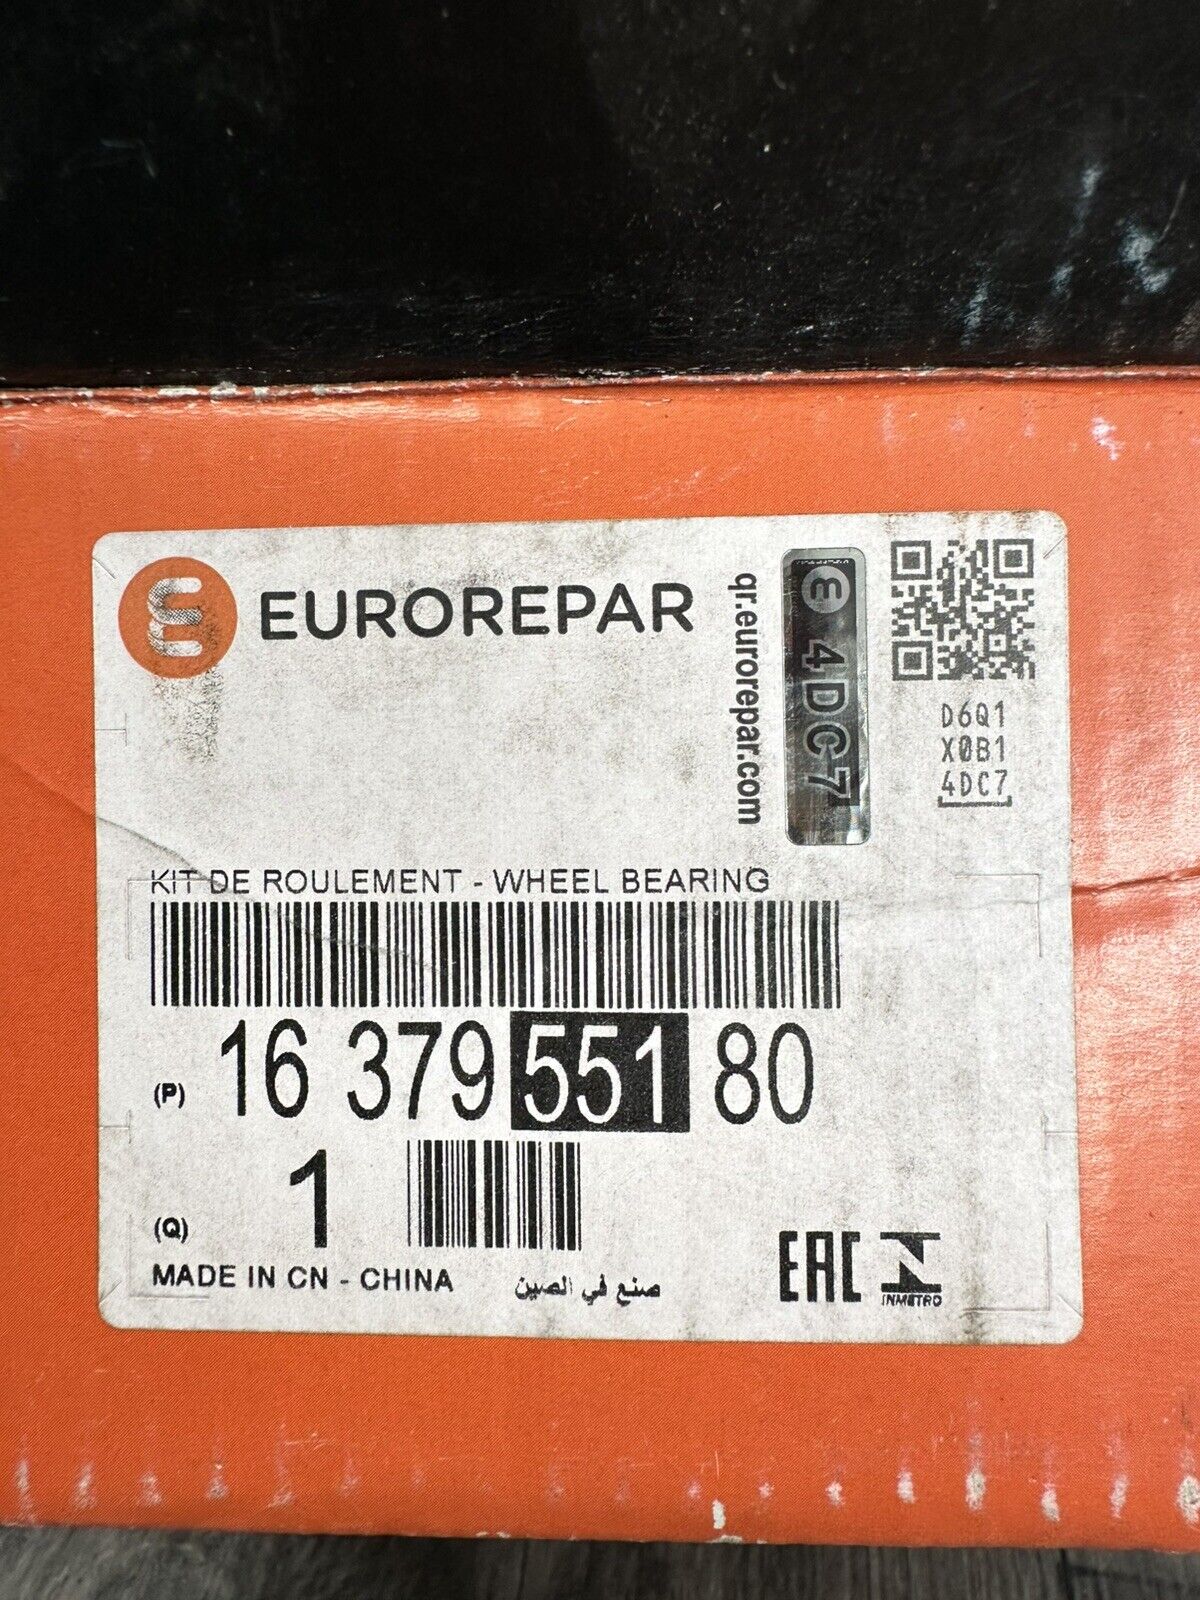 EUROREPAR
qr.eurorepar.com
4DC7
D6Q1
X0B1
4DC7
KIT DE ROULEMENT - WHEEL BEARING
(P) 16 379 551 80
(Q) 1
MADE IN CN - CHINA صنع في الصين
EAC
INMETRO